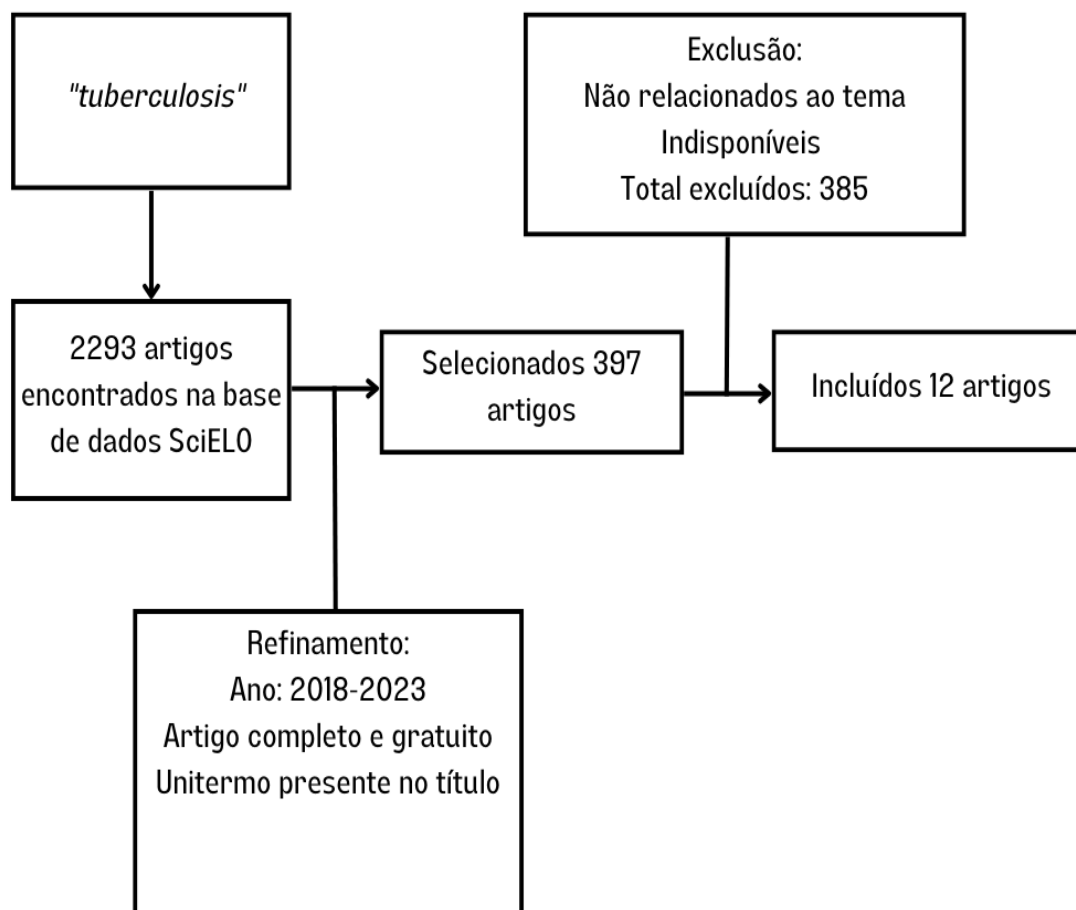 "tuberculosis"
Exclusão:
Não relacionados ao tema
Indisponíveis
Total excluídos: 385
2293 artigos
encontrados na base
de dados SciELO
Selecionados 397
artigos
Incluídos 12 artigos
Refinamento:
Ano: 2018-2023
Artigo completo e gratuito
Unitermo presente no título